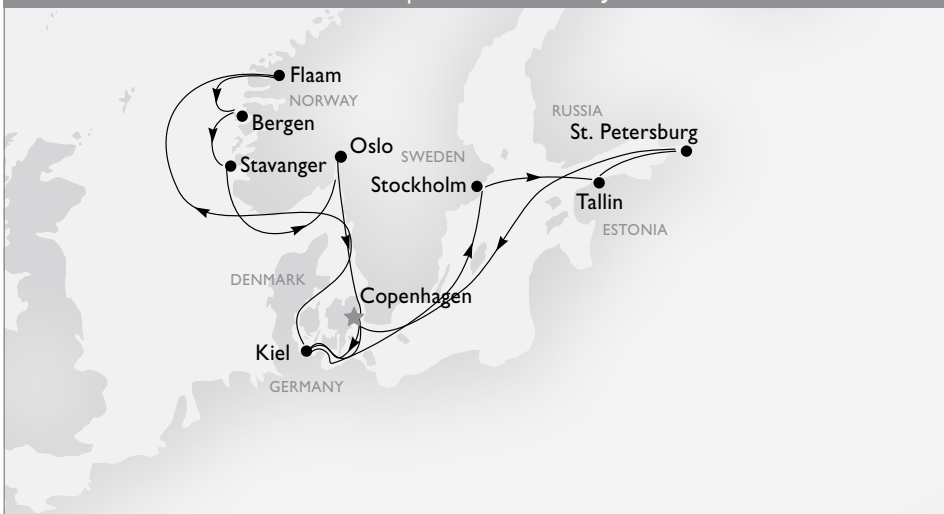 Flaam
NORWAY
Bergen
RUSSIA
St. Petersburg
Oslo
SWEDEN
Stavanger
Stockholm
Tallin
ESTONIA
DENMARK
Copenhagen
Kiel
GERMANY